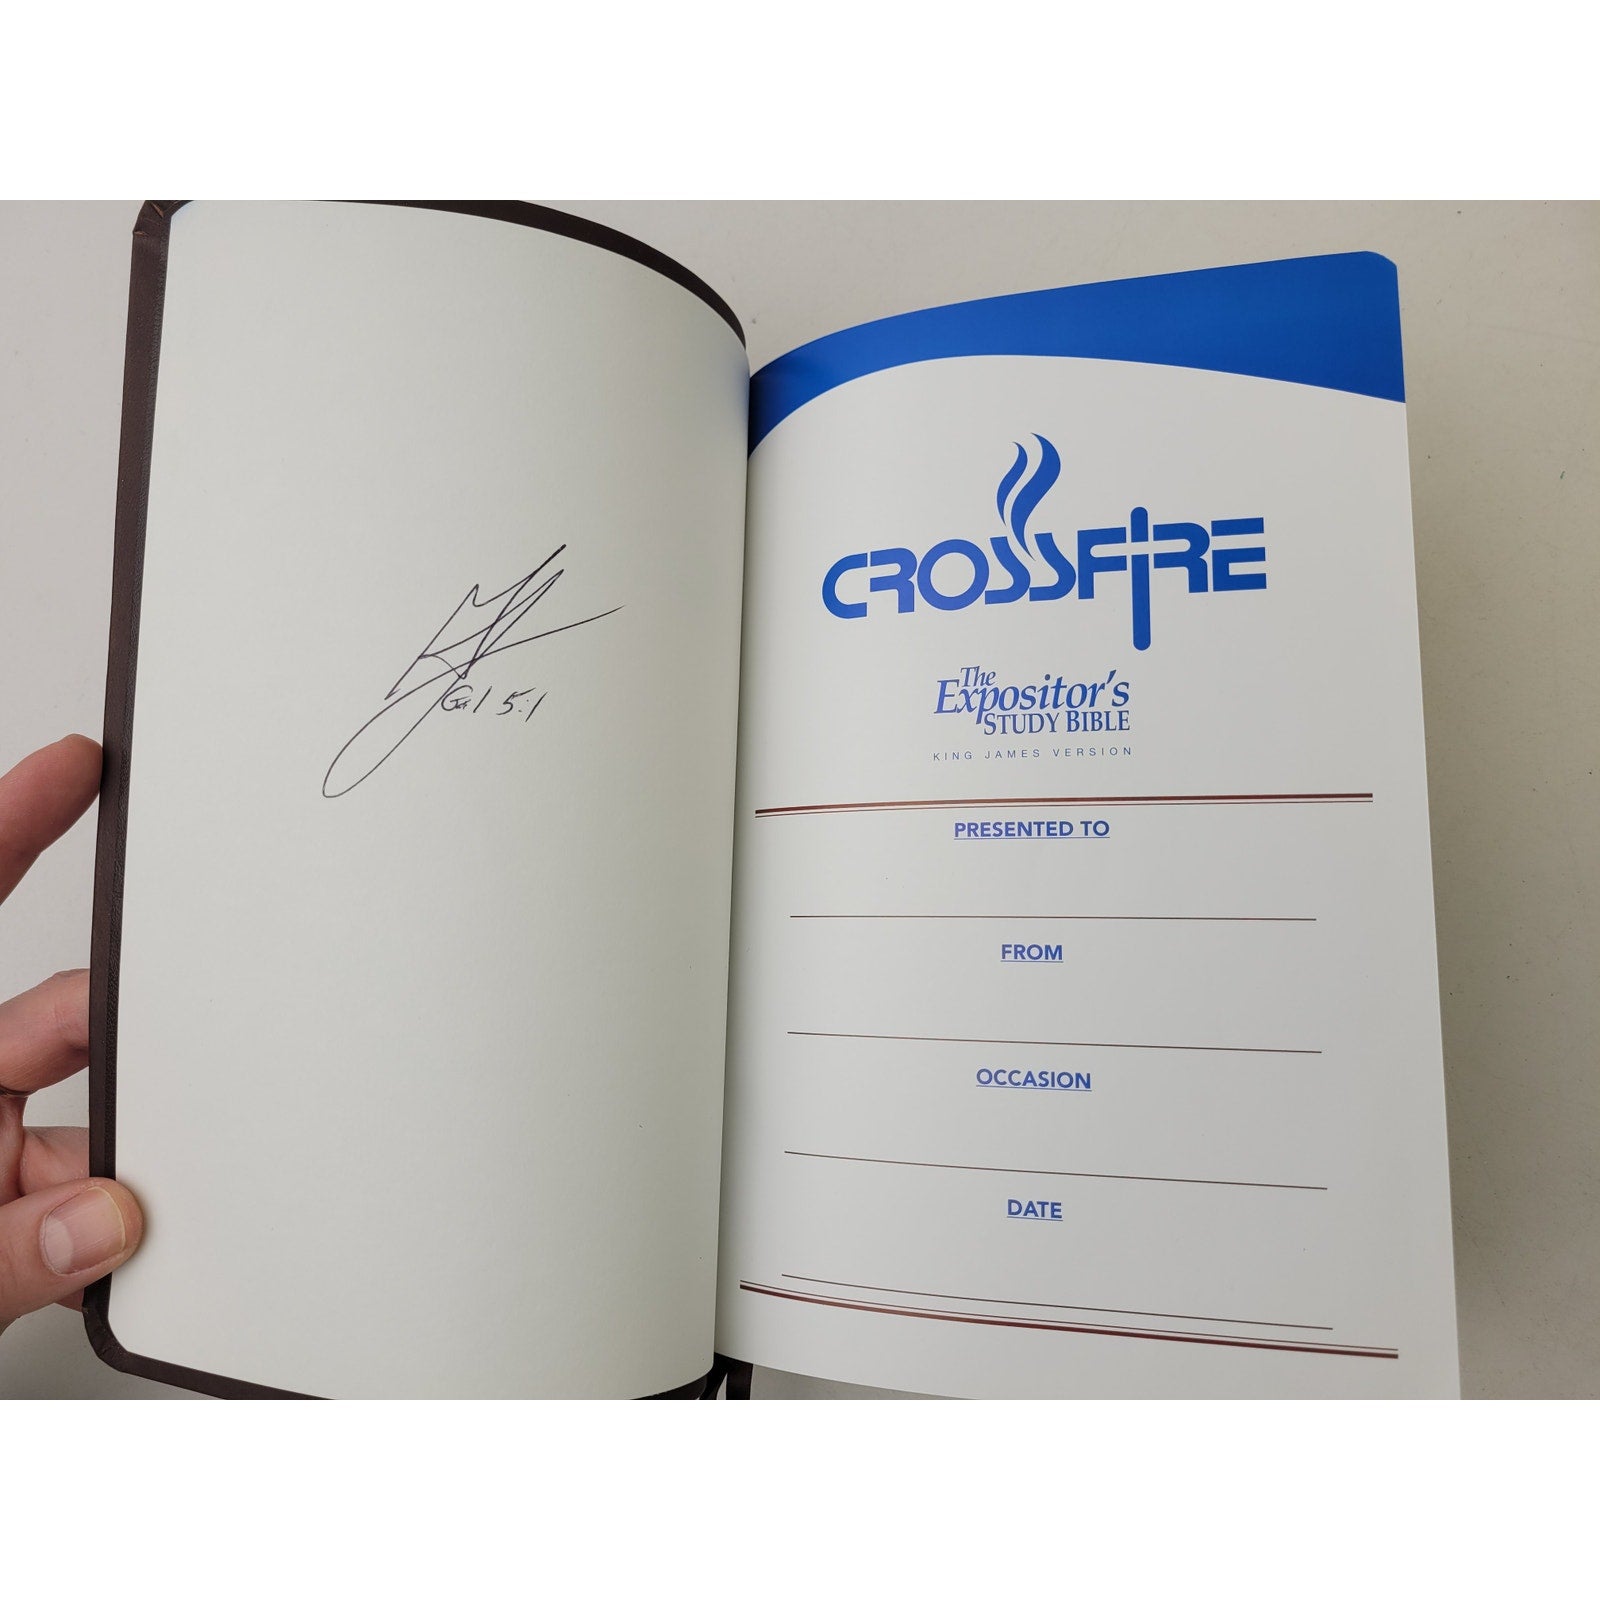 Gal 5:1
CROSSFIRE
The
Expositor's
STUDY BIBLE
KING JAMES VERSION
PRESENTED TO
FROM
OCCASION
DATE